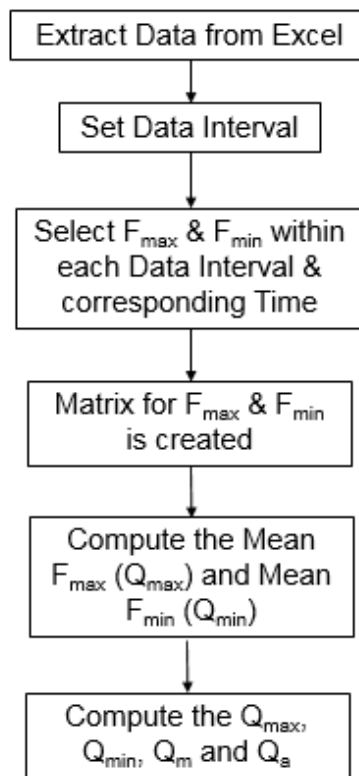 Extract Data from Excel
Set Data Interval
Select Fmax & Fmin within
each Data Interval &
corresponding Time
Matrix for Fmax & Fmin
is created
Compute the Mean
Fmax (Qmax) and Mean
Fmin (Qmin)
Compute the Qmax,
Qmin, Qm and Qa